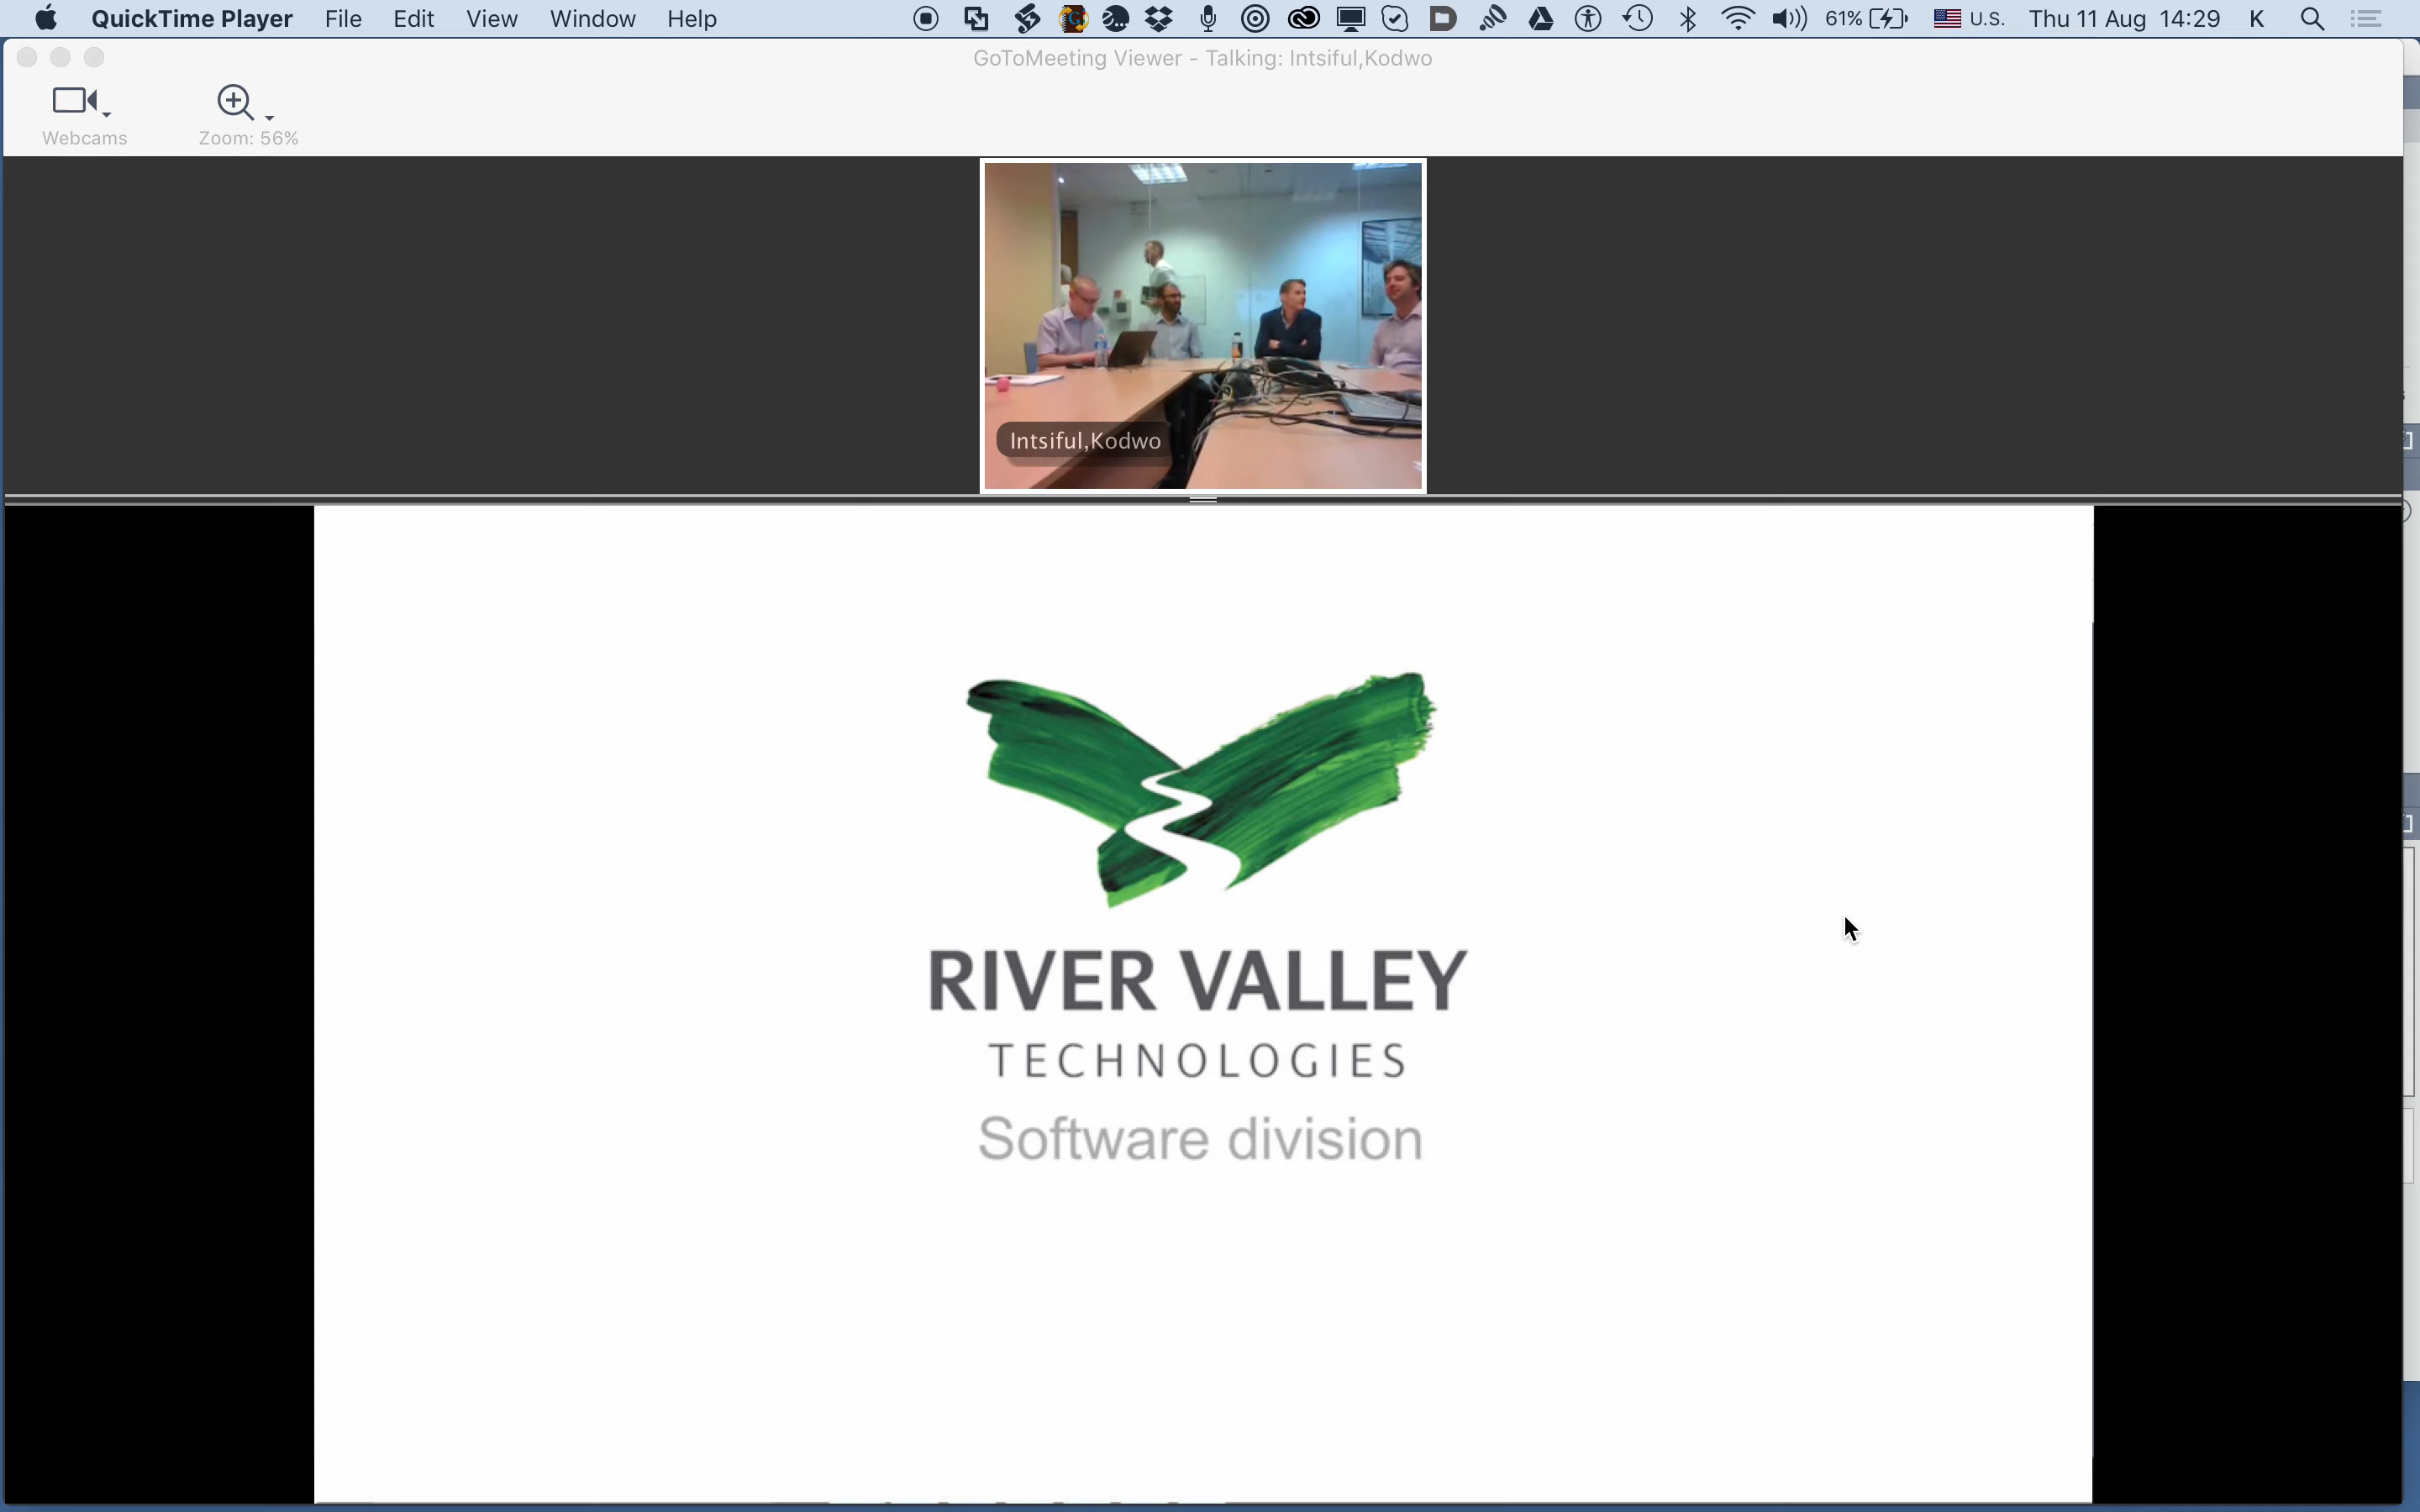 QuickTime Player File Edit View Window Help 61% U.S. Thu 11 Aug 14:29 K
GoToMeeting Viewer - Talking: Intsiful,Kodwo
Webcams Zoom: 56%
Intsiful,Kodwo
RIVER VALLEY
TECHNOLOGIES
Software division